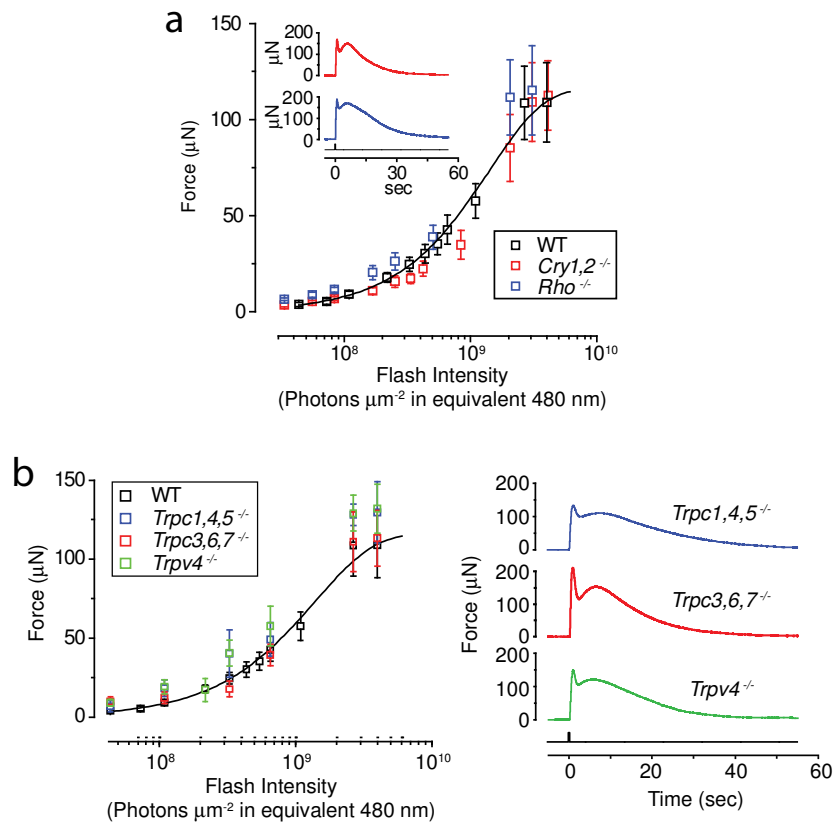 a
200
100
0
µN
200
100
0
µN
0
30
60
sec
150
100
50
0
Force (µN)
WT
Cry1,2 -/-
Rho -/-
10^8
10^9
10^10
Flash Intensity
(Photons µm^-2 in equivalent 480 nm)
b
150
100
50
0
Force (µN)
WT
Trpc1,4,5 -/-
Trpc3,6,7 -/-
Trpv4 -/-
10^8
10^9
10^10
Flash Intensity
(Photons µm^-2 in equivalent 480 nm)
200
100
0
Trpc1,4,5 -/-
200
100
0
Trpc3,6,7 -/-
200
100
0
Trpv4 -/-
Force (µN)
0
20
40
60
Time (sec)